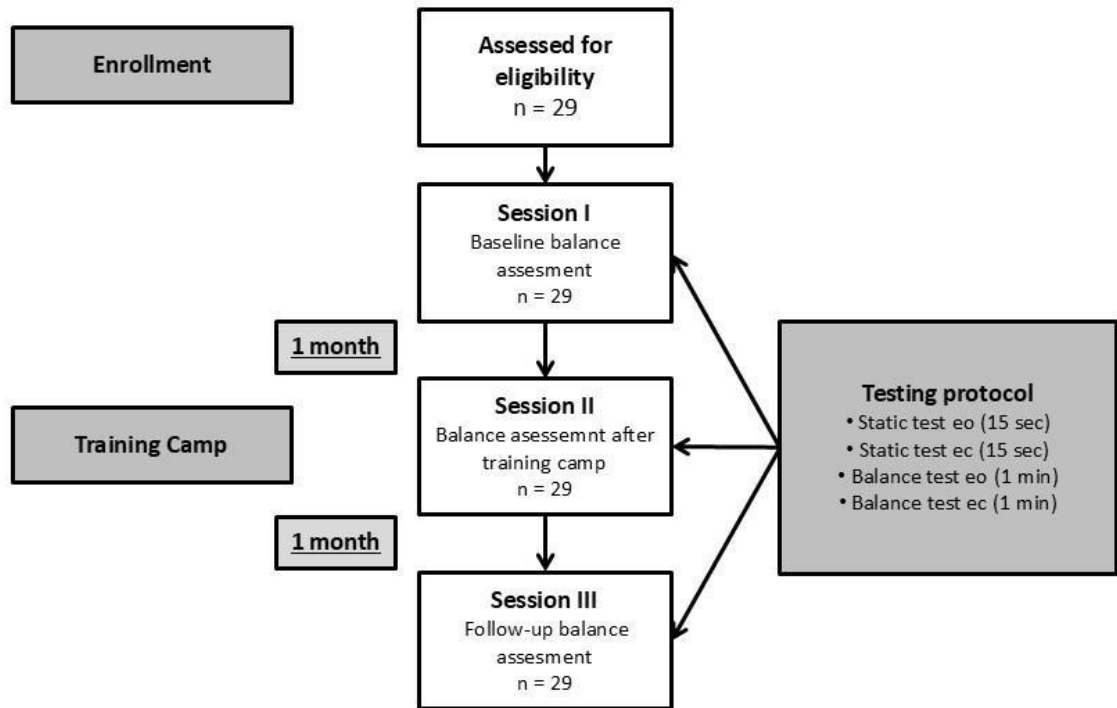 Enrollment
Assessed for
eligibility
n = 29
Session I
Baseline balance
assesment
n = 29
1 month
Training Camp
Session II
Balance asessemnt after
training camp
n = 29
Testing protocol
• Static test eo (15 sec)
• Static test ec (15 sec)
• Balance test eo (1 min)
• Balance test ec (1 min)
1 month
Session III
Follow-up balance
assesment
n = 29